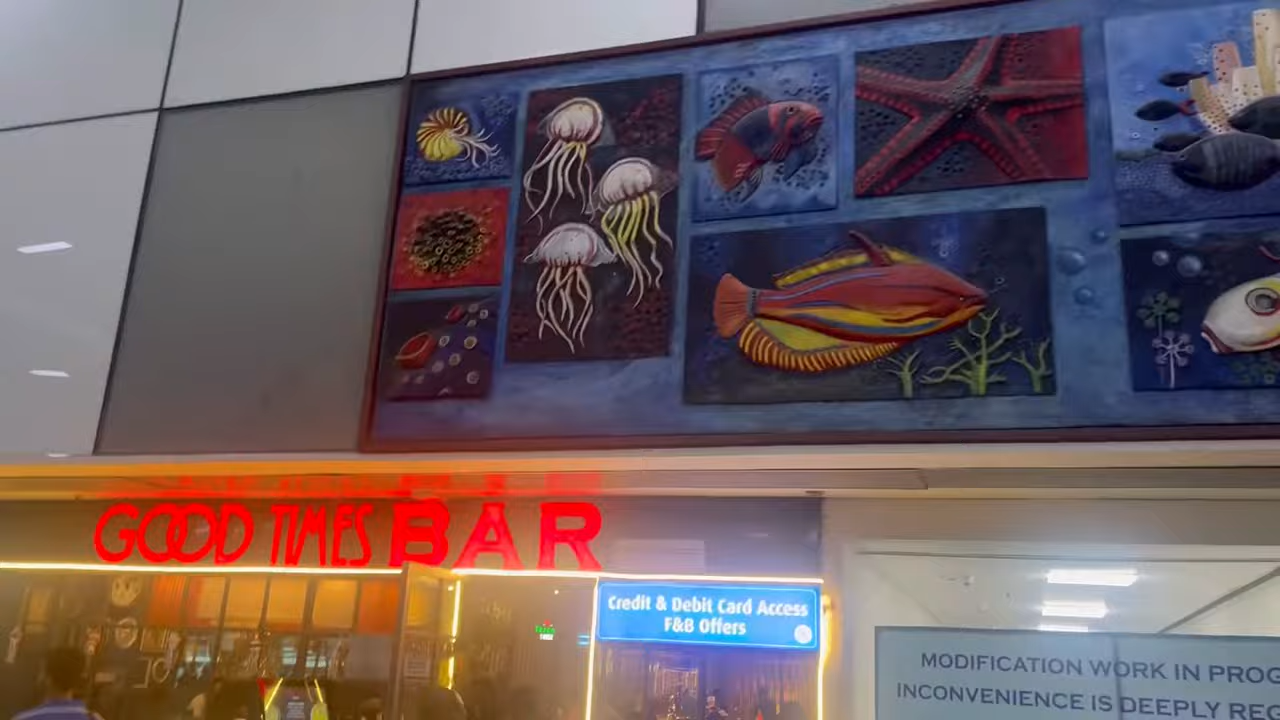 GOOD TIMES BAR
Credit & Debit Card Access
F&B Offers
MODIFICATION WORK IN PROG
INCONVENIENCE IS DEEPLY REG